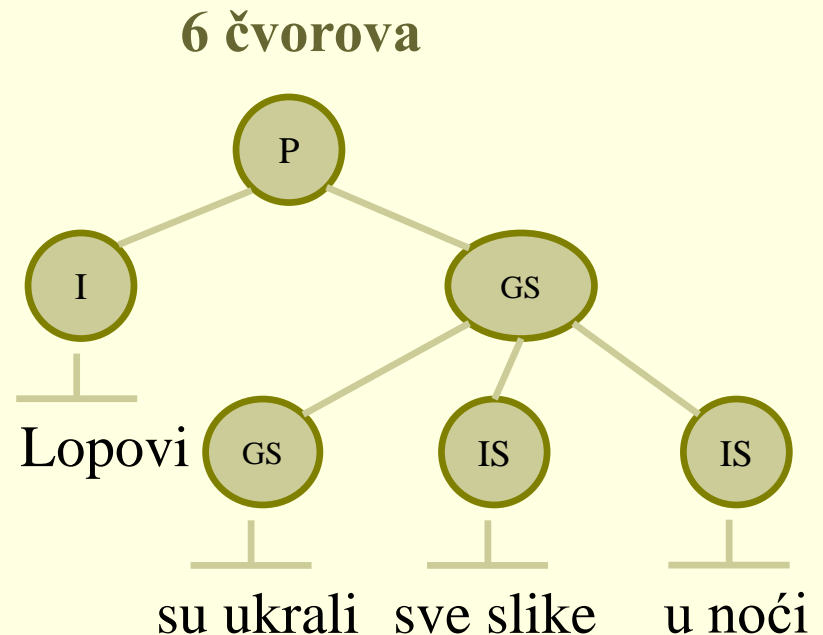 6 čvorova
P
I
GS
Lopovi
GS
IS
IS
su ukrali
sve slike
u noći